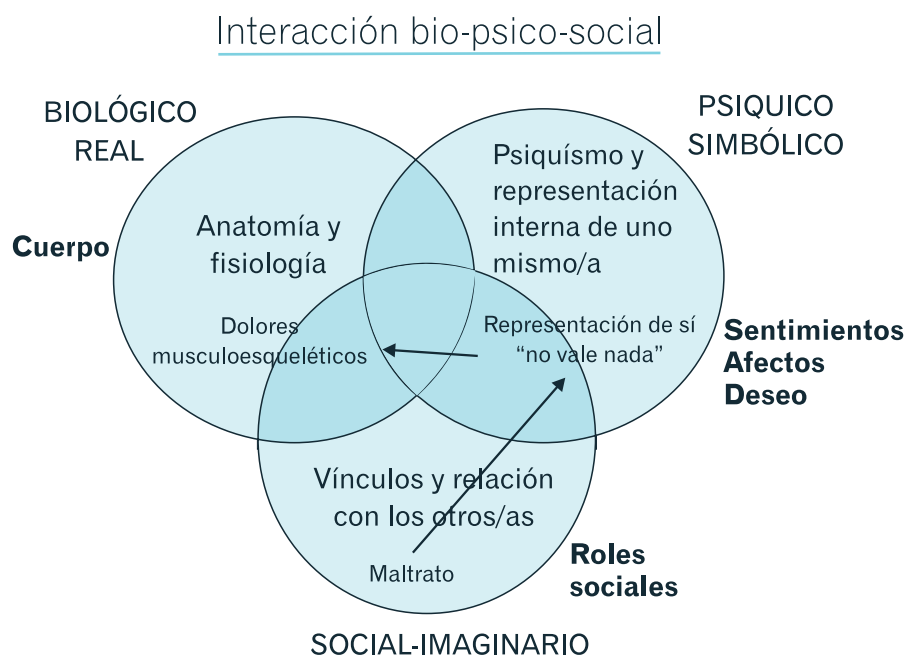 Interacción bio-psico-social
BIOLÓGICO
REAL
PSIQUICO
SIMBÓLICO
Cuerpo
Anatomía y
fisiología
Psiquísmo y
representación
interna de uno
mismo/a
Dolores
musculoesqueléticos
Representación de sí
“no vale nada”
Sentimientos
Afectos
Deseo
Vínculos y relación
con los otros/as
Maltrato
Roles
sociales
SOCIAL-IMAGINARIO